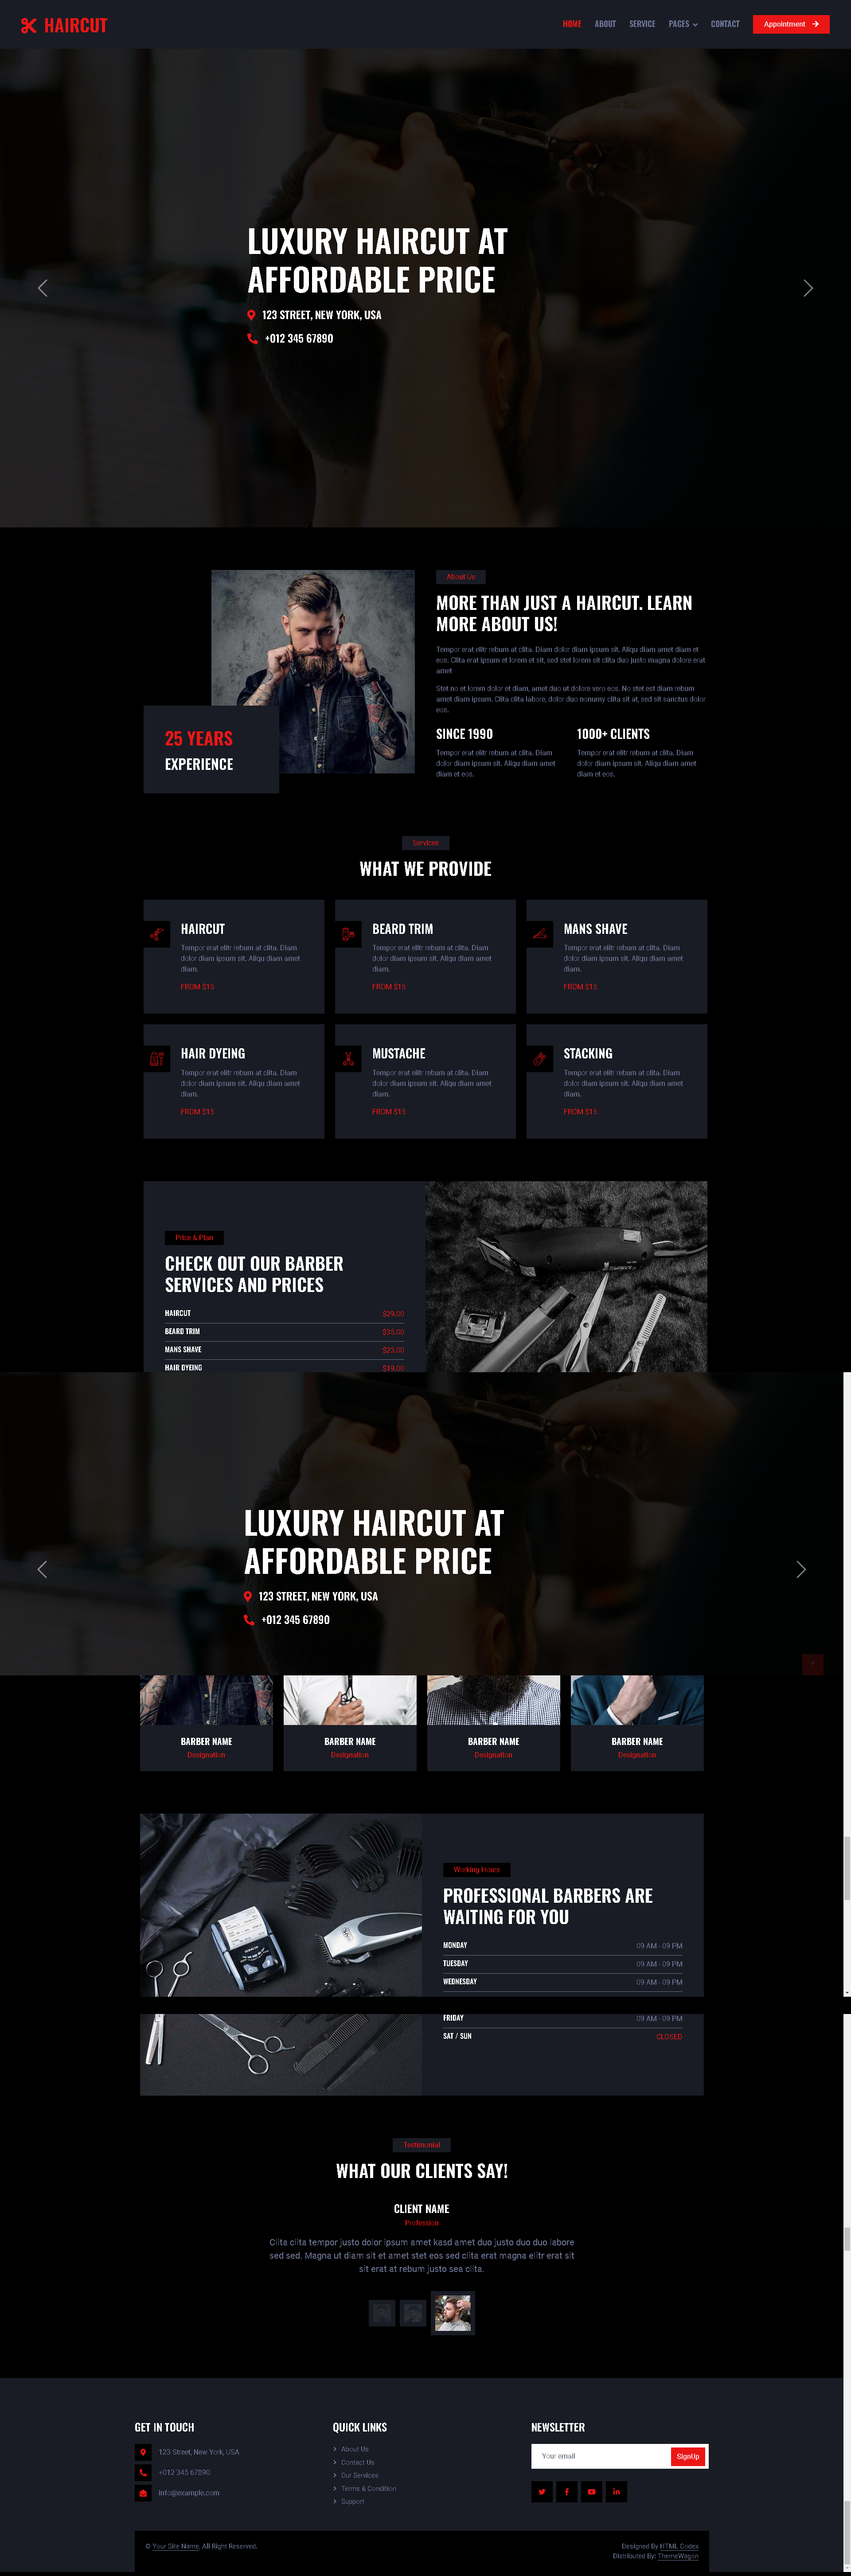 HAIRCUT
HOME ABOUT SERVICE PAGES CONTACT Appointment
LUXURY HAIRCUT AT
AFFORDABLE PRICE
123 STREET, NEW YORK, USA
+012 345 67890
About Us
MORE THAN JUST A HAIRCUT. LEARN
MORE ABOUT US!
Tempor erat elitr rebum at clita. Diam dolor diam ipsum sit. Aliqu diam amet diam et
eos. Clita erat ipsum et lorem et sit, sed stet lorem sit clita duo justo magna dolore erat
amet
Stet no et lorem dolor et diam, amet duo ut dolore vero eos. No stet est diam rebum
amet diam ipsum. Clita clita labore, dolor duo nonumy clita sit at, sed sit sanctus dolor
eos.
25 YEARS
EXPERIENCE
SINCE 1990
Tempor erat elitr rebum at clita. Diam
dolor diam ipsum sit. Aliqu diam amet
diam et eos.
1000+ CLIENTS
Tempor erat elitr rebum at clita. Diam
dolor diam ipsum sit. Aliqu diam amet
diam et eos.
Services
WHAT WE PROVIDE
HAIRCUT
Tempor erat elitr rebum at clita. Diam
dolor diam ipsum sit. Aliqu diam amet
diam.
FROM $15
BEARD TRIM
Tempor erat elitr rebum at clita. Diam
dolor diam ipsum sit. Aliqu diam amet
diam.
FROM $15
MANS SHAVE
Tempor erat elitr rebum at clita. Diam
dolor diam ipsum sit. Aliqu diam amet
diam.
FROM $15
HAIR DYEING
Tempor erat elitr rebum at clita. Diam
dolor diam ipsum sit. Aliqu diam amet
diam.
FROM $15
MUSTACHE
Tempor erat elitr rebum at clita. Diam
dolor diam ipsum sit. Aliqu diam amet
diam.
FROM $15
STACKING
Tempor erat elitr rebum at clita. Diam
dolor diam ipsum sit. Aliqu diam amet
diam.
FROM $15
Price & Plan
CHECK OUT OUR BARBER
SERVICES AND PRICES
HAIRCUT $29.00
BEARD TRIM $35.00
MANS SHAVE $23.00
HAIR DYEING $19.00
LUXURY HAIRCUT AT
AFFORDABLE PRICE
123 STREET, NEW YORK, USA
+012 345 67890
BARBER NAME
Designation
BARBER NAME
Designation
BARBER NAME
Designation
BARBER NAME
Designation
Working Hours
PROFESSIONAL BARBERS ARE
WAITING FOR YOU
MONDAY 09 AM - 09 PM
TUESDAY 09 AM - 09 PM
WEDNESDAY 09 AM - 09 PM
FRIDAY 09 AM - 09 PM
SAT / SUN CLOSED
Testimonial
WHAT OUR CLIENTS SAY!
CLIENT NAME
Profession
Clita clita tempor justo dolor ipsum amet kasd amet duo justo duo duo labore
sed sed. Magna ut diam sit et amet stet eos sed clita erat magna elitr erat sit
sit erat at rebum justo sea clita.
GET IN TOUCH
123 Street, New York, USA
+012 345 67890
info@example.com
QUICK LINKS
About Us
Contact Us
Our Services
Terms & Condition
Support
NEWSLETTER
Your email SignUp
© Your Site Name, All Right Reserved.
Designed By HTML Codex
Distributed By: ThemeWagon